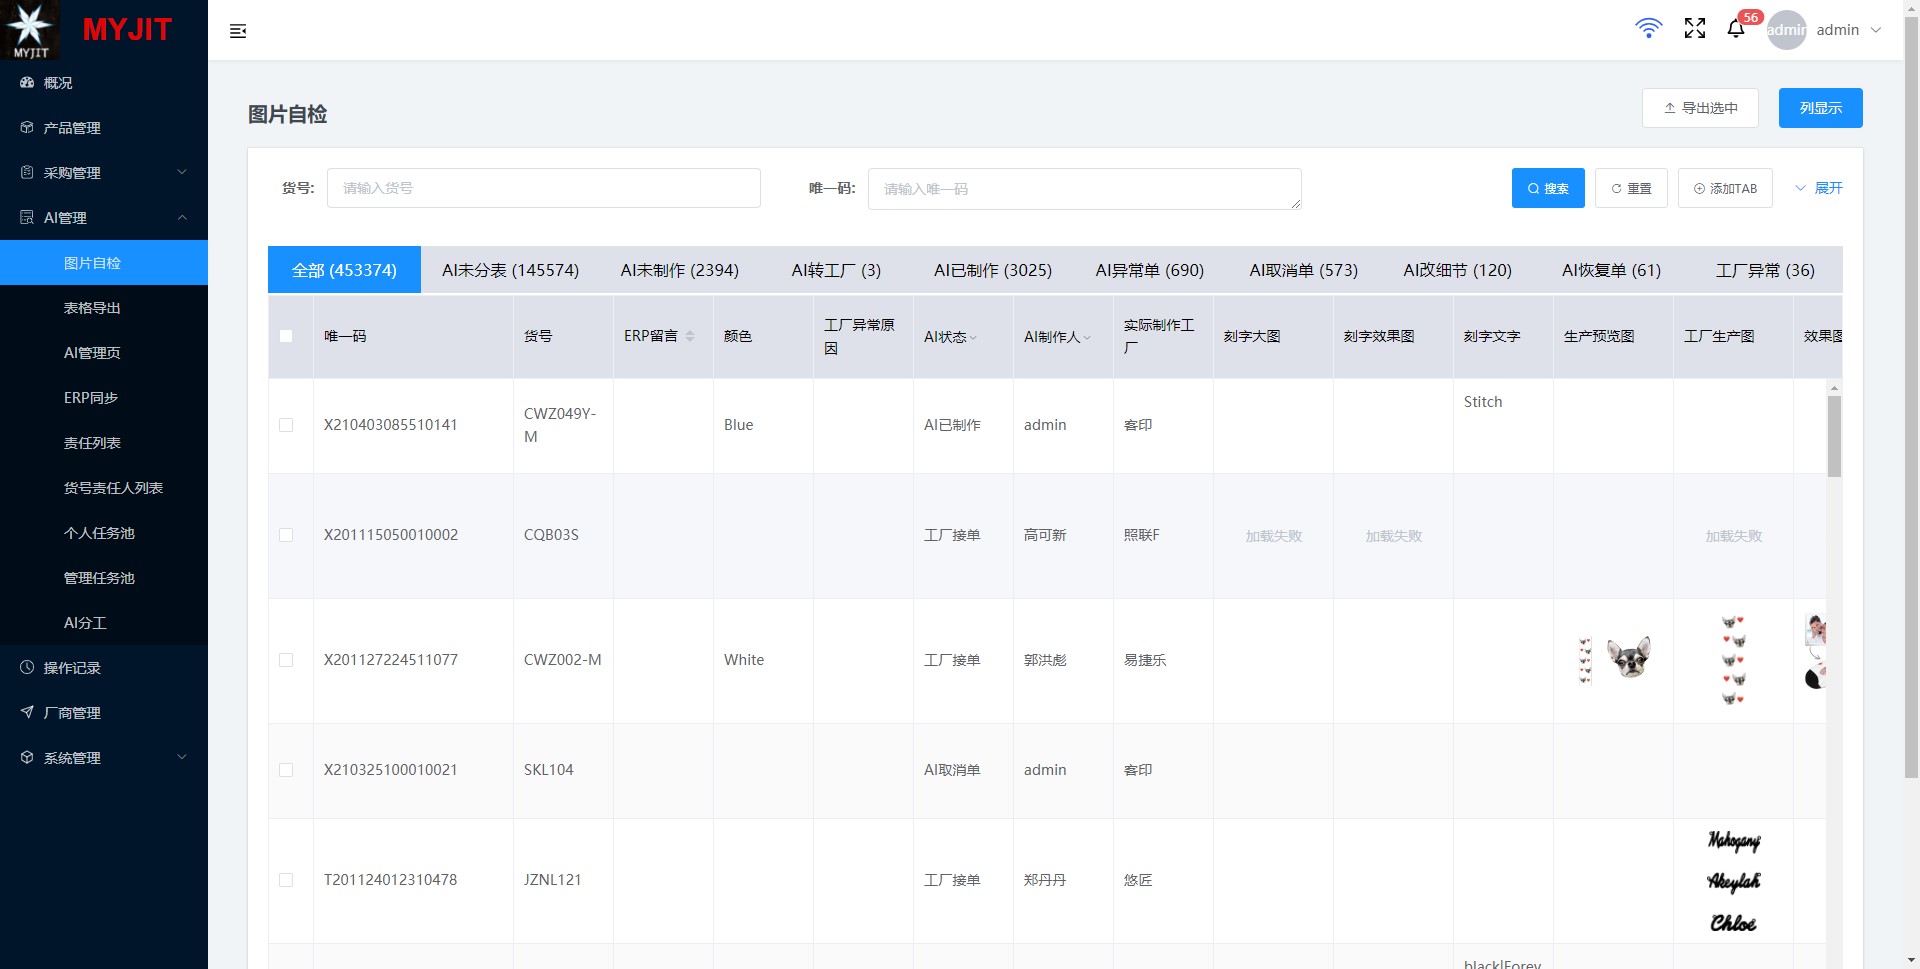 MYJIT
MYJIT
概况
产品管理
采购管理
AI管理
图片自检
表格导出
AI管理页
ERP同步
责任列表
货号责任人列表
个人任务池
管理任务池
AI分工
操作记录
厂商管理
系统管理
56
admin
admin
图片自检
导出选中
列显示
货号:
请输入货号
唯一码:
请输入唯一码
搜索
重置
添加TAB
展开
全部 (453374)
AI未分表 (145574)
AI未制作 (2394)
AI转工厂 (3)
AI已制作 (3025)
AI异常单 (690)
AI取消单 (573)
AI改细节 (120)
AI恢复单 (61)
工厂异常 (36)
唯一码
货号
ERP留言
颜色
工厂异常原
因
AI状态
AI制作人
实际制作工
厂
刻字大图
刻字效果图
刻字文字
生产预览图
工厂生产图
效果图
X210403085510141
CWZ049Y-
M
Blue
AI已制作
admin
客印
Stitch
X201115050010002
CQB03S
工厂接单
高可新
照联F
加载失败
加载失败
加载失败
X201127224511077
CWZ002-M
White
工厂接单
郭洪彪
易捷乐
X210325100010021
SKL104
AI取消单
admin
客印
T201124012310478
JZNL121
工厂接单
郑丹丹
悠匠
Mahogany
Akeylah
Chloe
black|Forev